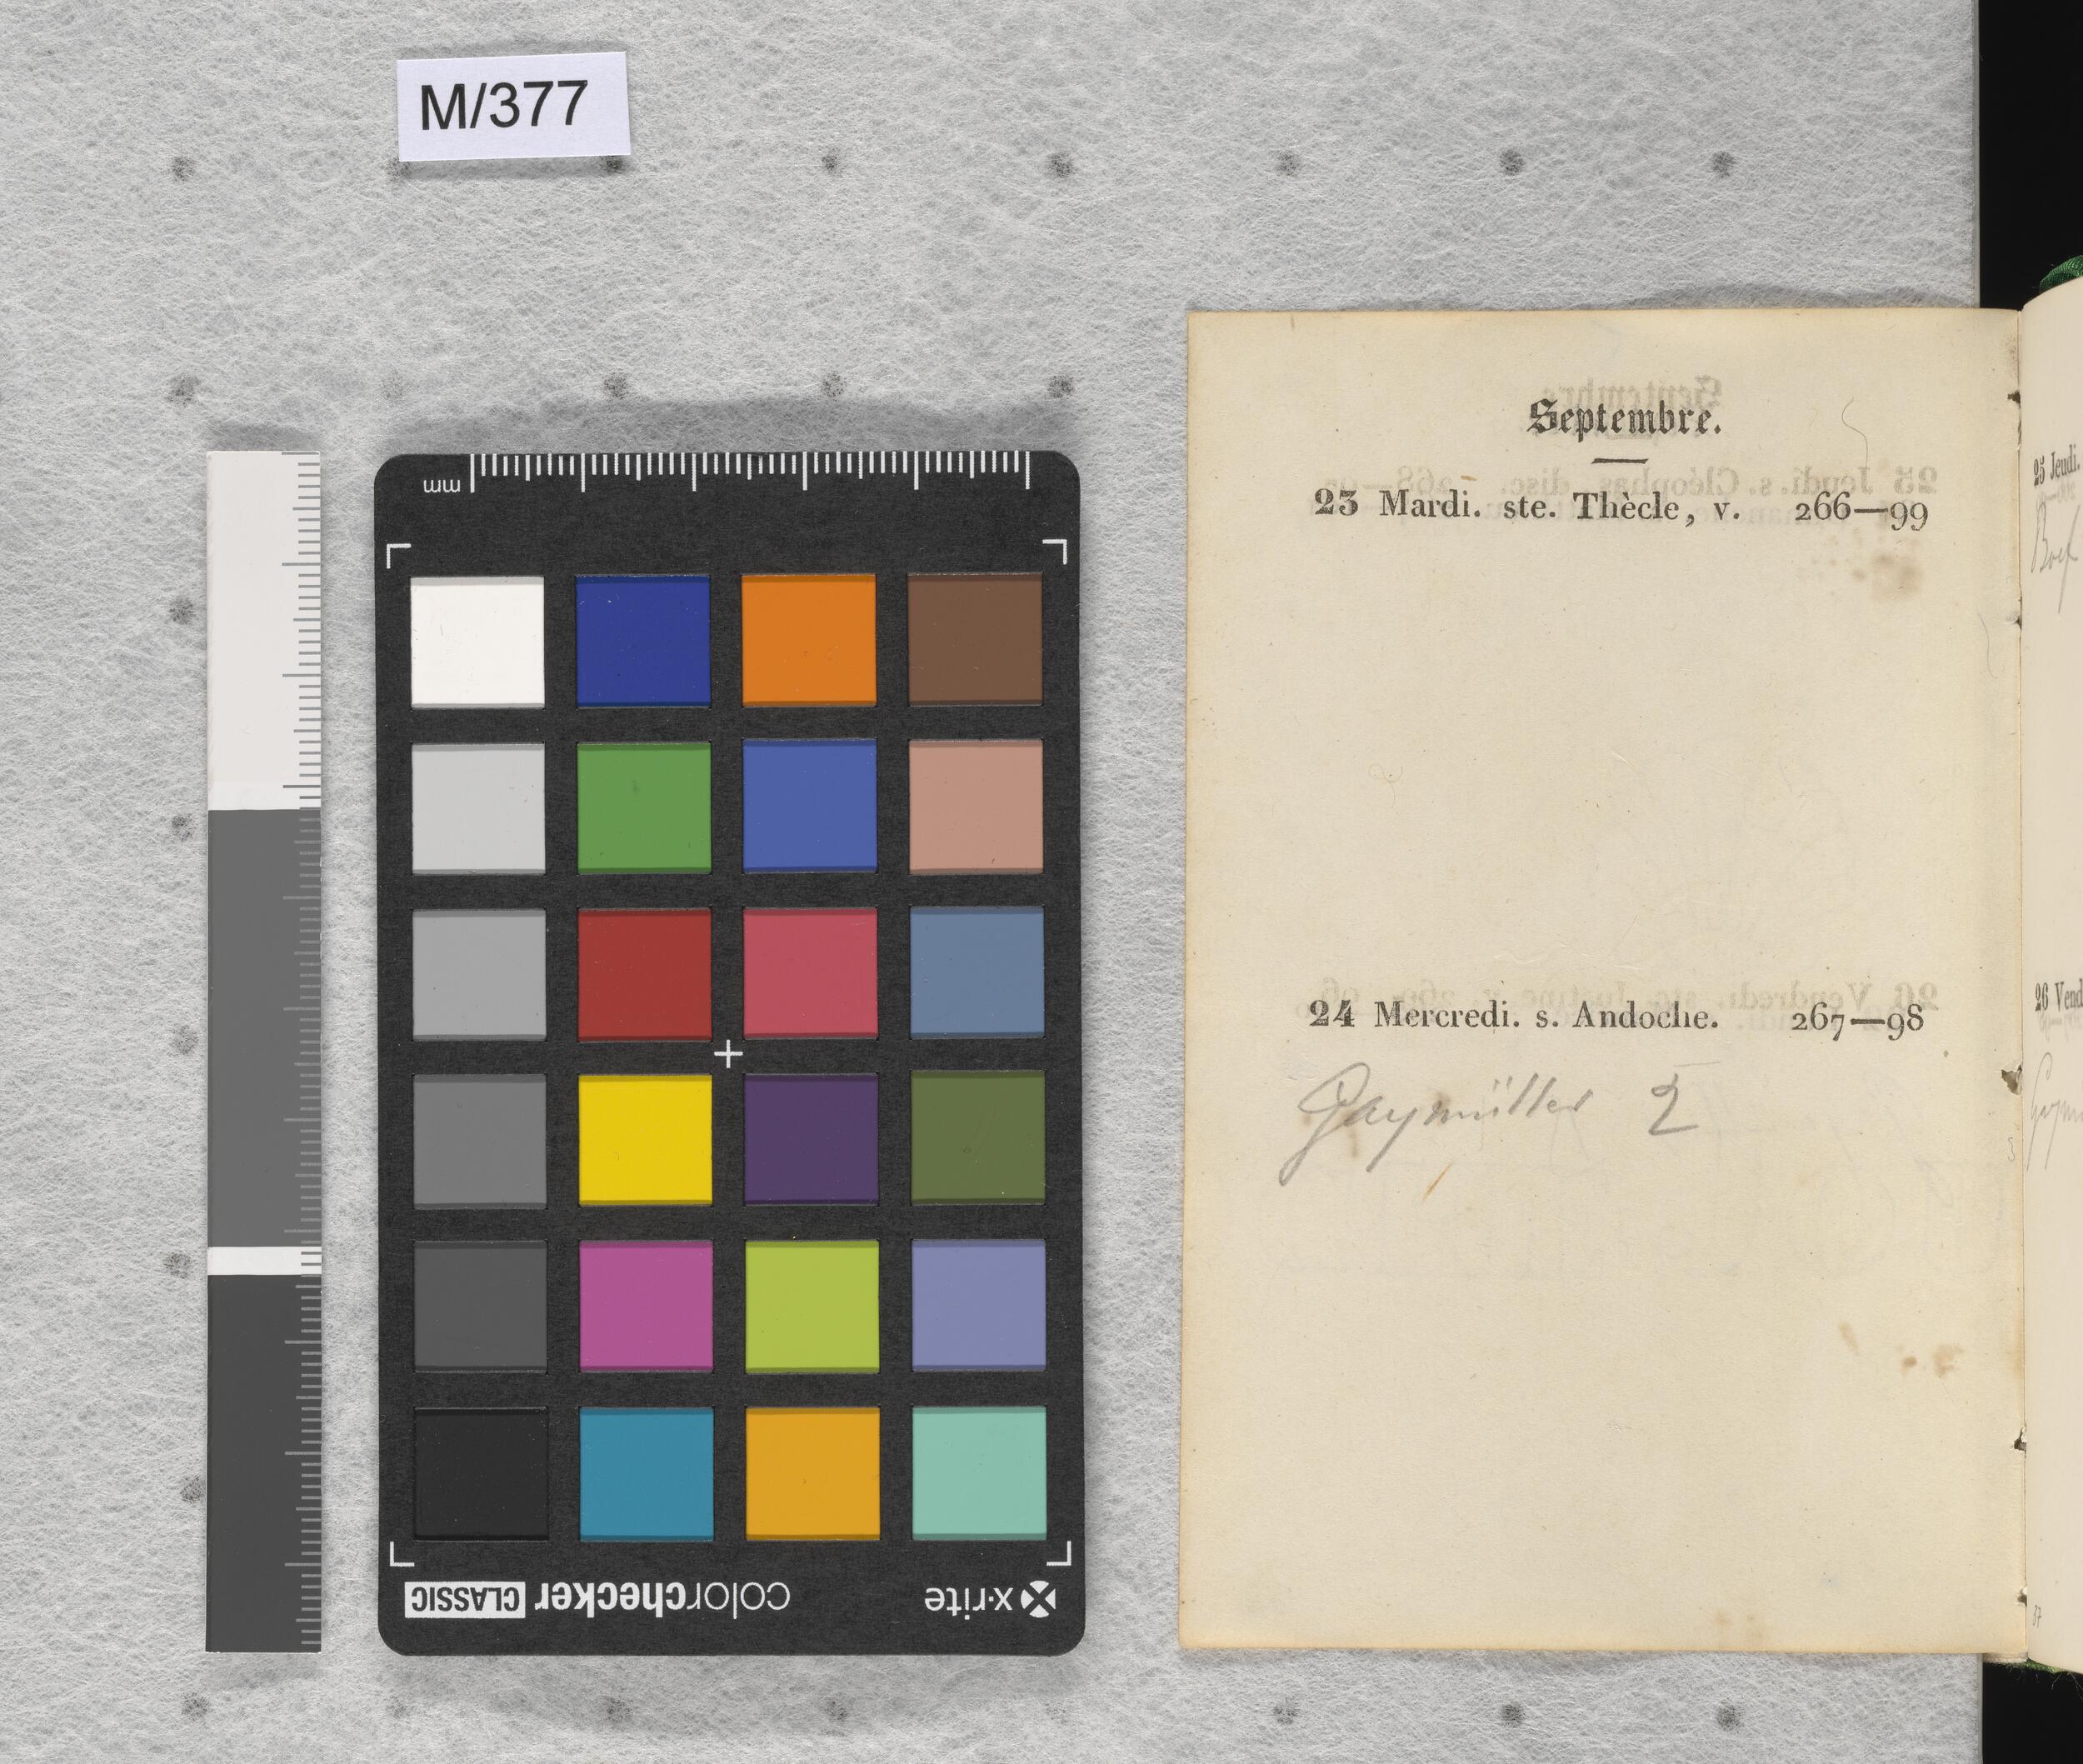 M/377
mm
Septembre.
23 Mardi. ste. Thècle, v. 266—99
24 Mercredi. s. Andoche. 267—98
Gaymüller 2
25 Jeudi.
26 Vend
x·rite
colorchecker CLASSIC